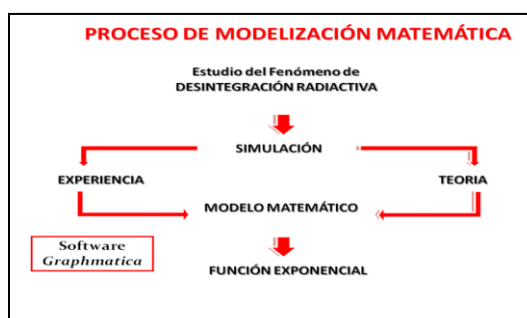 PROCESO DE MODELIZACIÓN MATEMÁTICA
Estudio del Fenómeno de
DESINTEGRACIÓN RADIACTIVA
SIMULACIÓN
EXPERIENCIA
TEORIA
MODELO MATEMÁTICO
Software
Graphmatica
FUNCIÓN EXPONENCIAL